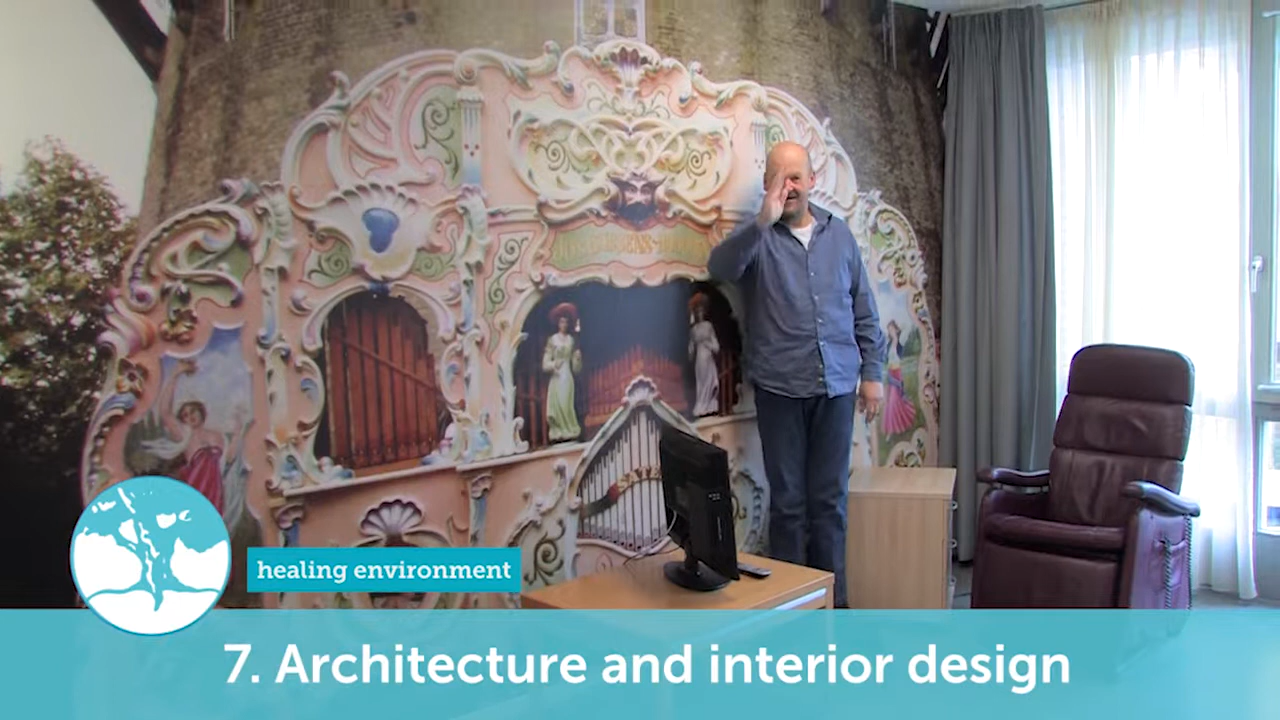 healing environment
7. Architecture and interior design